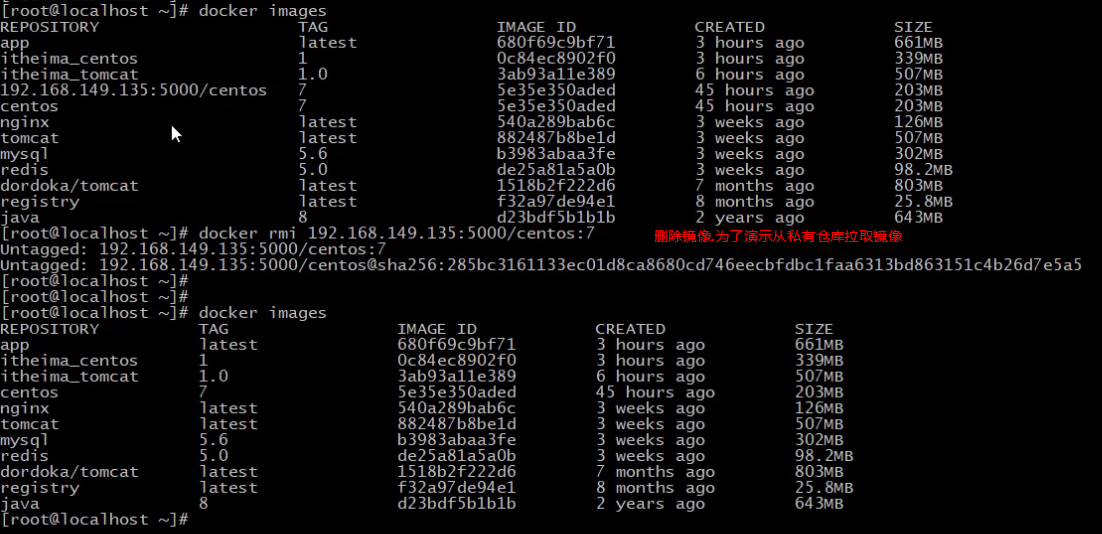 [root@localhost ~]# docker images
REPOSITORY TAG IMAGE ID CREATED SIZE
app latest 680f69c9bf71 3 hours ago 661MB
itheima_centos 1 0c84ec8902f0 3 hours ago 339MB
itheima_tomcat 1.0 3ab93a11e389 6 hours ago 507MB
192.168.149.135:5000/centos 7 5e35e350aded 45 hours ago 203MB
centos 7 5e35e350aded 45 hours ago 203MB
nginx latest 540a289bab6c 3 weeks ago 126MB
tomcat latest 882487b8be1d 3 weeks ago 507MB
mysql 5.6 b3983abaa3fe 3 weeks ago 302MB
redis 5.0 de25a81a5a0b 3 weeks ago 98.2MB
dordoka/tomcat latest 1518b2f222d6 7 months ago 803MB
registry latest f32a97de94e1 8 months ago 25.8MB
java 8 d23bdf5b1b1b 2 years ago 643MB
[root@localhost ~]# docker rmi 192.168.149.135:5000/centos:7 删除镜像,为了演示从私有仓库拉取镜像
Untagged: 192.168.149.135:5000/centos:7
Untagged: 192.168.149.135:5000/centos@sha256:285bc3161133ec01d8ca8680cd746eecbfdbc1faa6313bd863151c4b26d7e5a5
[root@localhost ~]#
[root@localhost ~]#
[root@localhost ~]# docker images
REPOSITORY TAG IMAGE ID CREATED SIZE
app latest 680f69c9bf71 3 hours ago 661MB
itheima_centos 1 0c84ec8902f0 3 hours ago 339MB
itheima_tomcat 1.0 3ab93a11e389 6 hours ago 507MB
centos 7 5e35e350aded 45 hours ago 203MB
nginx latest 540a289bab6c 3 weeks ago 126MB
tomcat latest 882487b8be1d 3 weeks ago 507MB
mysql 5.6 b3983abaa3fe 3 weeks ago 302MB
redis 5.0 de25a81a5a0b 3 weeks ago 98.2MB
dordoka/tomcat latest 1518b2f222d6 7 months ago 803MB
registry latest f32a97de94e1 8 months ago 25.8MB
java 8 d23bdf5b1b1b 2 years ago 643MB
[root@localhost ~]#